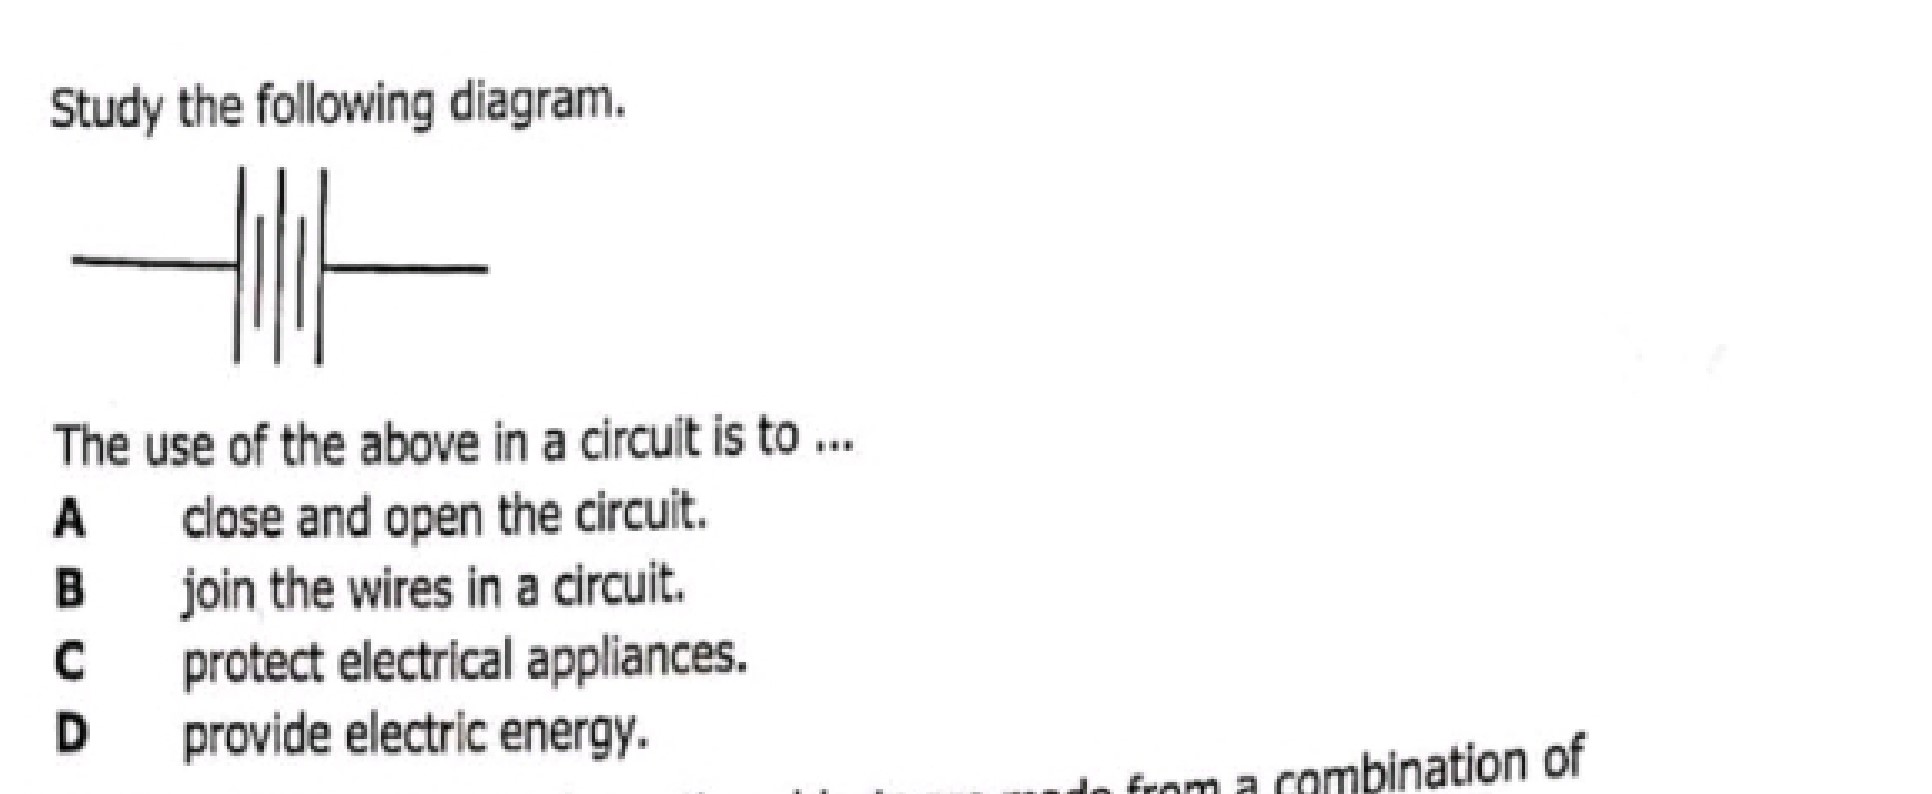 Study the following diagram.
The use of the above in a circuit is to ...
A close and open the circuit.
B join the wires in a circuit.
C protect electrical appliances.
D provide electric energy.
made from a combination of